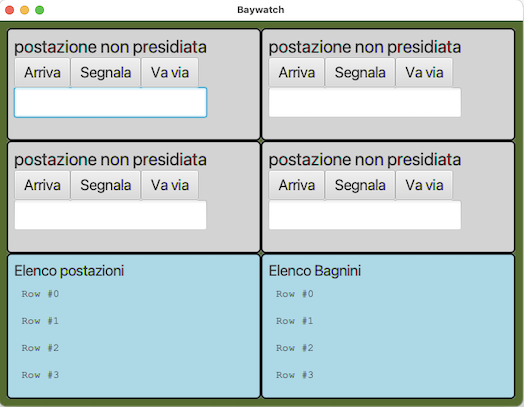 Baywatch
postazione non presidiata
Arriva Segnala Va via
postazione non presidiata
Arriva Segnala Va via
postazione non presidiata
Arriva Segnala Va via
postazione non presidiata
Arriva Segnala Va via
Elenco postazioni
Row #0
Row #1
Row #2
Row #3
Elenco Bagnini
Row #0
Row #1
Row #2
Row #3